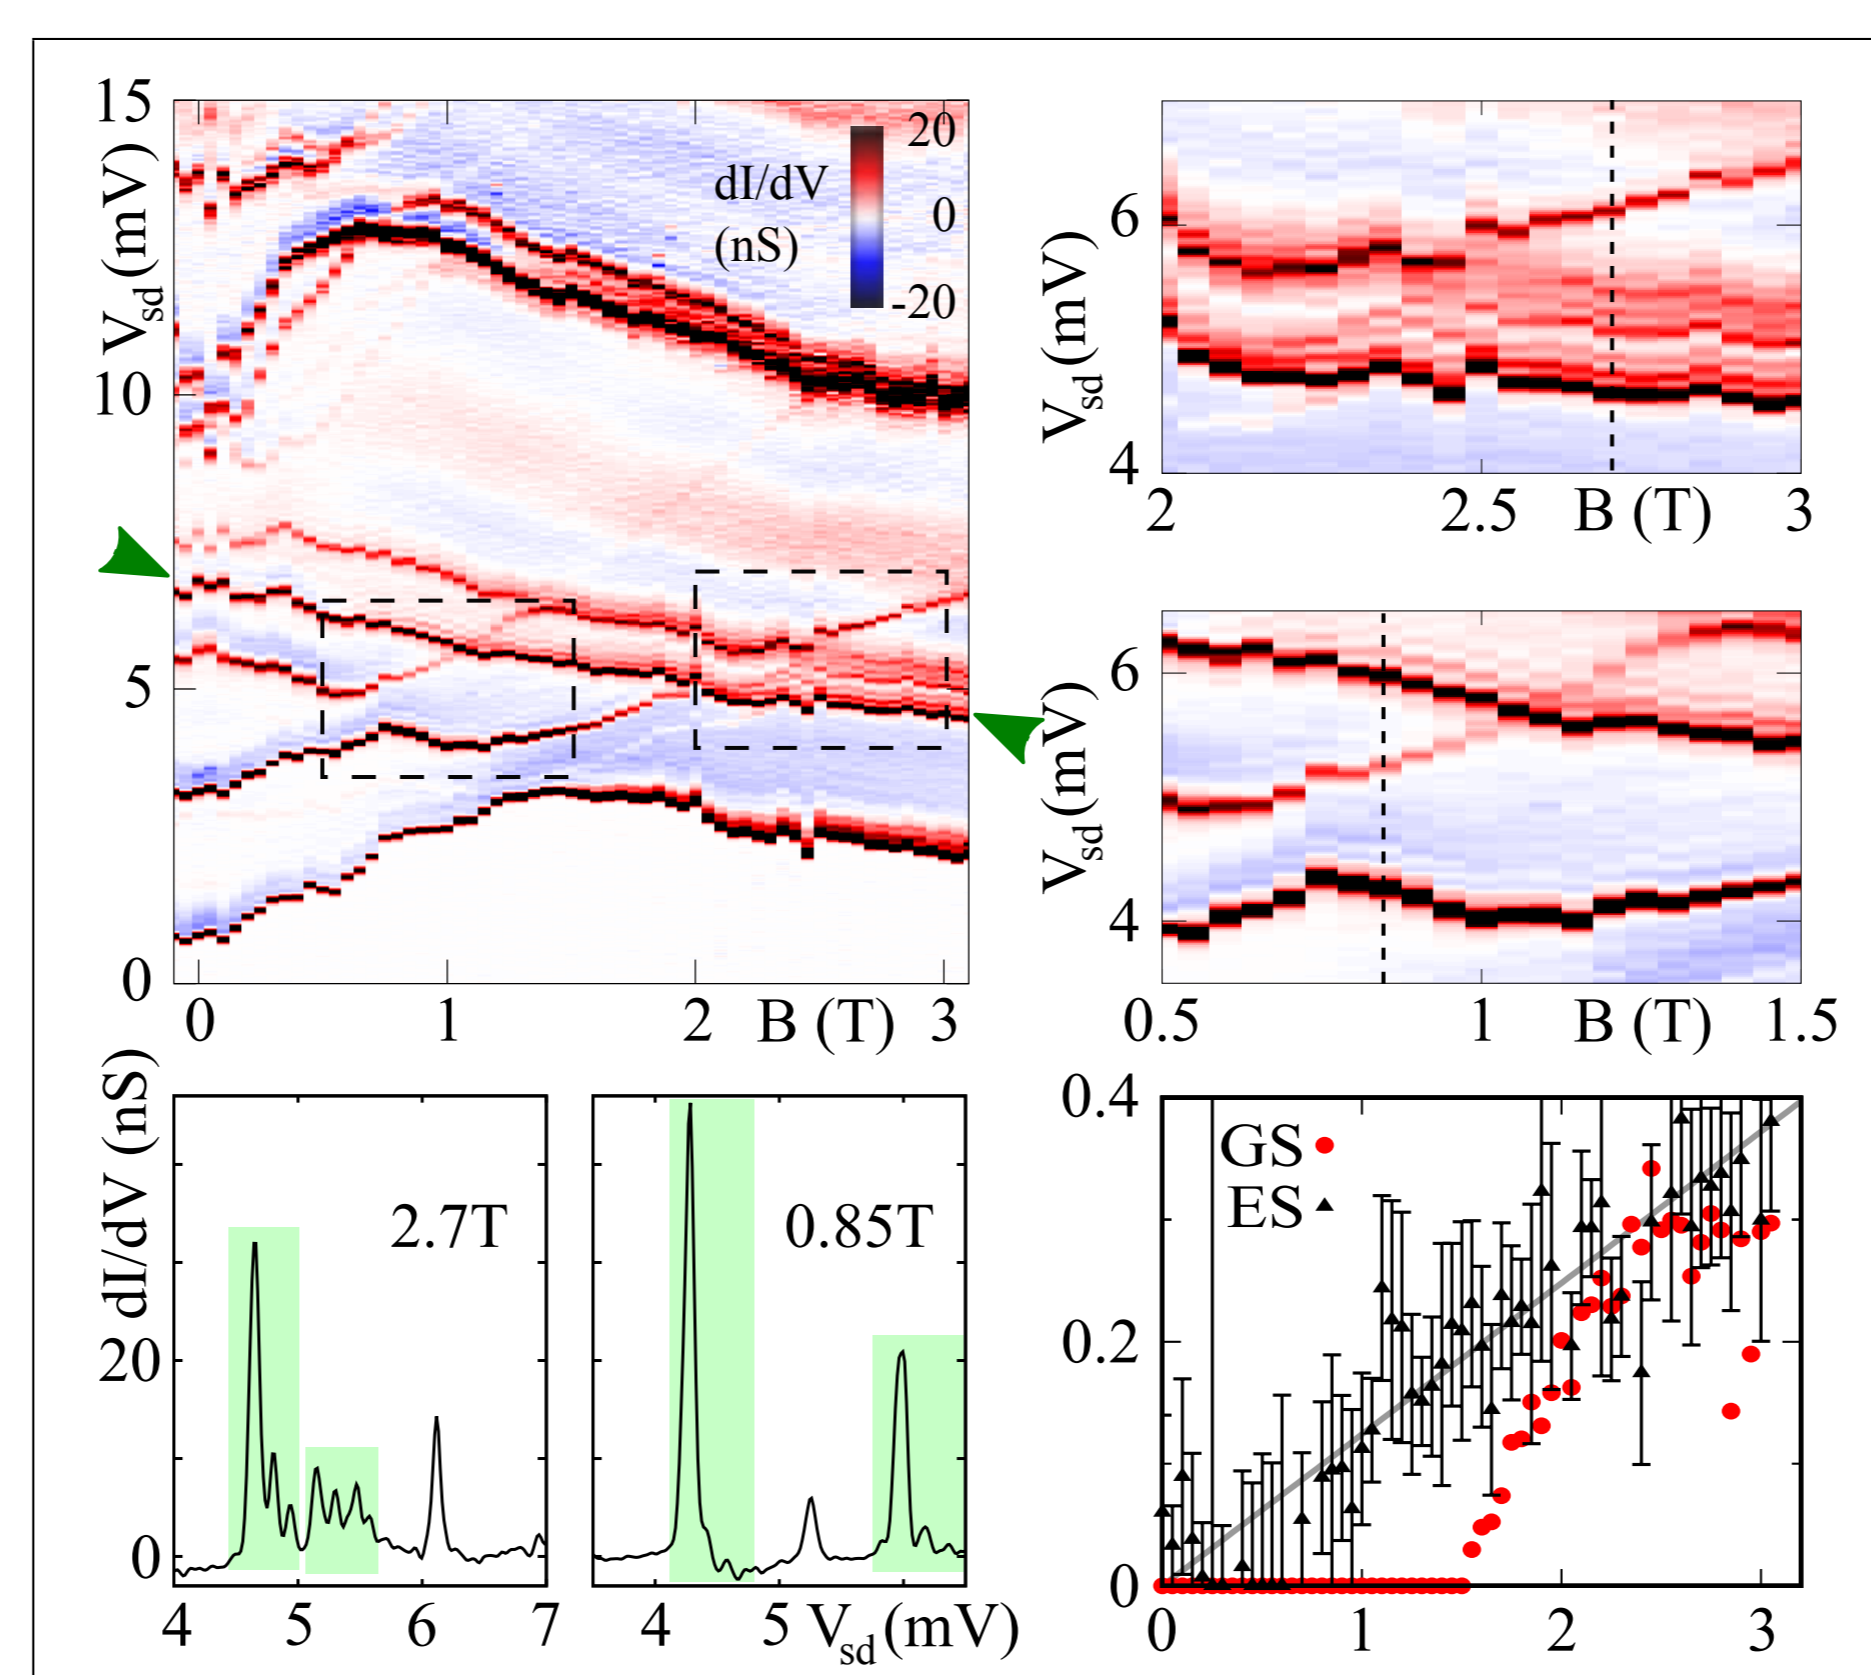 15
10
5
0
V_sd (mV)
dI/dV
(nS)
20
0
-20
0 1 2 B (T) 3
6
4
V_sd (mV)
2 2.5 B (T) 3
6
4
V_sd (mV)
0.5 1 B (T) 1.5
dI/dV (nS)
20
0
2.7T
4 5 6 7
0.85T
4 5 V_sd (mV)
0.4
0.2
0
GS
ES
0 1 2 3